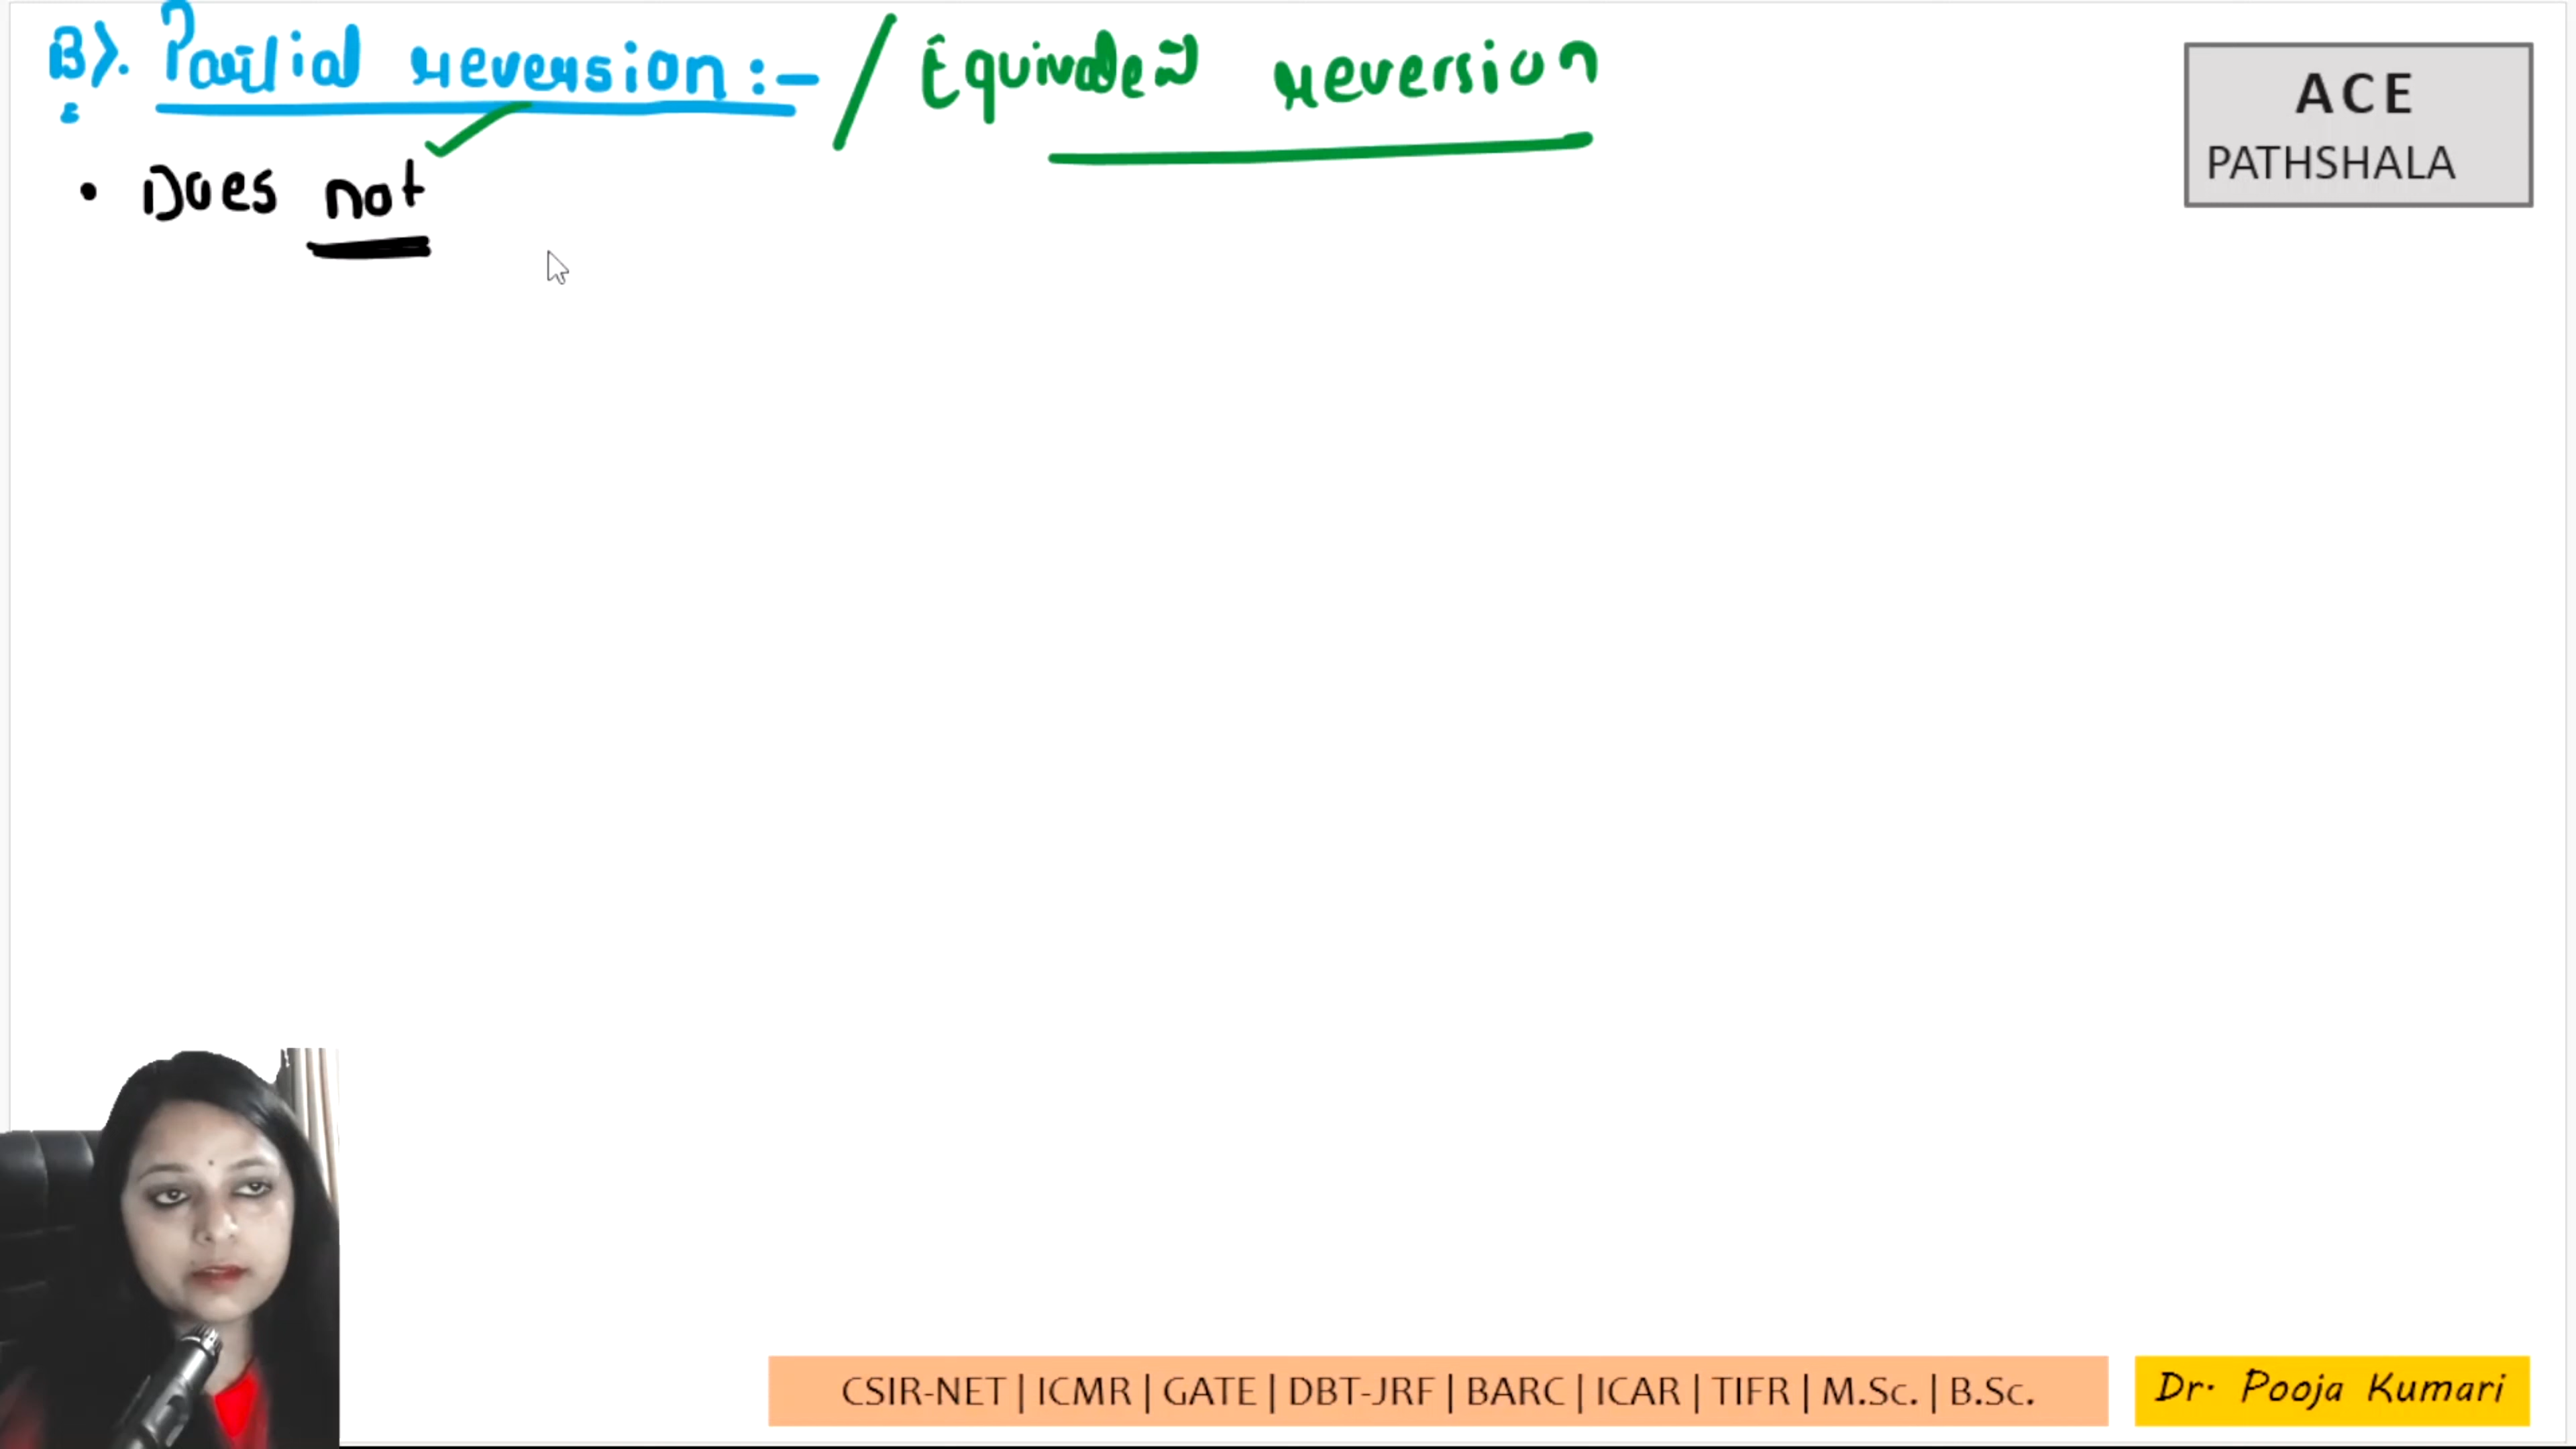 B). Partial reversion :- / Equivalent reversion
ACE
PATHSHALA
• Does not
CSIR-NET | ICMR | GATE | DBT-JRF | BARC | ICAR | TIFR | M.Sc. | B.Sc.
Dr. Pooja Kumari